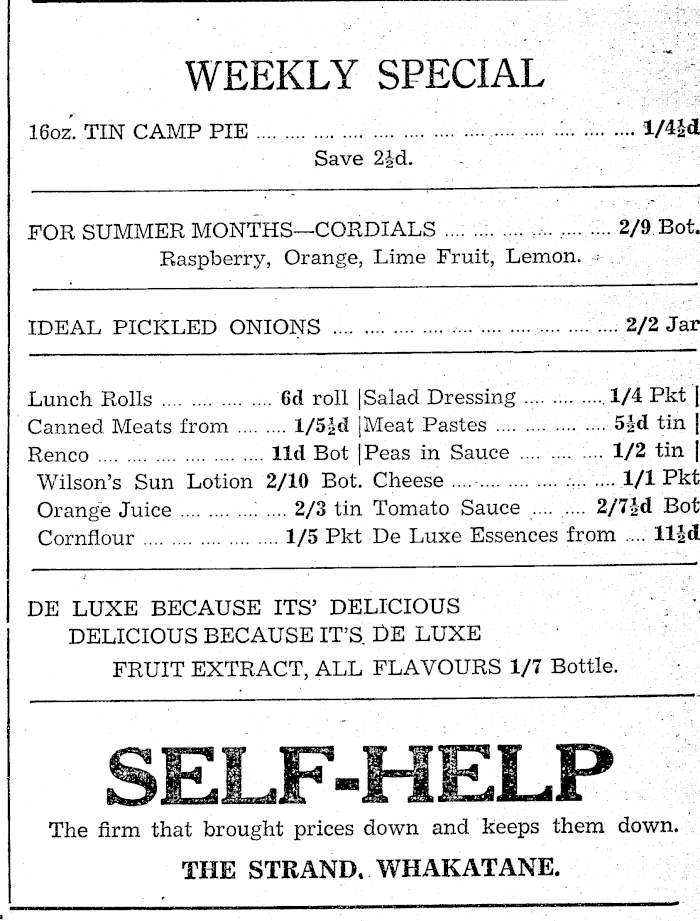 WEEKLY SPECIAL
16oz. TIN CAMP PIE .... .... .... .... .... .... .... .... .... .... .... .... .... 1/4½d
Save 2½d.
FOR SUMMER MONTHS—CORDIALS .... .... .... .... .... .... 2/9 Bot.
Raspberry, Orange, Lime Fruit, Lemon.
IDEAL PICKLED ONIONS .... .... .... .... .... .... .... .... .... .... 2/2 Jar
Lunch Rolls .... .... .... .... 6d roll |Salad Dressing .... .... .... 1/4 Pkt |
Canned Meats from .... .... 1/5½d |Meat Pastes .... .... .... .... 5½d tin |
Renco .... .... .... .... .... .... 11d Bot |Peas in Sauce .... .... .... 1/2 tin |
Wilson's Sun Lotion 2/10 Bot. Cheese .... .... .... .... .... .... 1/1 Pkt
Orange Juice .... .... .... .... 2/3 tin Tomato Sauce .... .... 2/7½d Bot
Cornflour .... .... .... .... .... 1/5 Pkt De Luxe Essences from .... 11½d
DE LUXE BECAUSE ITS' DELICIOUS
DELICIOUS BECAUSE IT'S DE LUXE
FRUIT EXTRACT, ALL FLAVOURS 1/7 Bottle.
SELF-HELP
The firm that brought prices down and keeps them down.
THE STRAND, WHAKATANE.